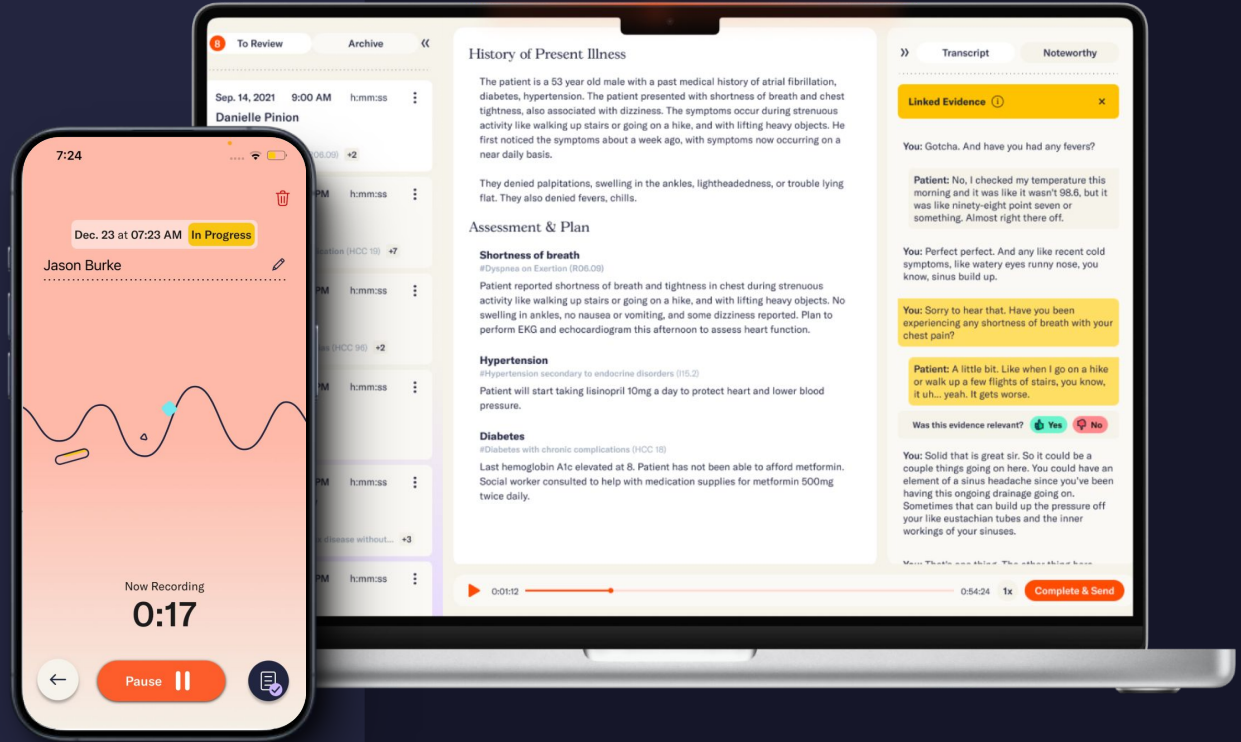 7:24
Dec. 23 at 07:23 AM In Progress
Jason Burke
Now Recording
0:17
Pause
8 To Review Archive
Sep. 14, 2021 9:00 AM h:mm:ss
Danielle Pinion
R06.09) +2
PM h:mm:ss
(HCC 19) +7
PM h:mm:ss
(HCC 96) +2
PM h:mm:ss
PM h:mm:ss
disease without... +3
PM h:mm:ss
History of Present Illness
The patient is a 53 year old male with a past medical history of atrial fibrillation,
diabetes, hypertension. The patient presented with shortness of breath and chest
tightness, also associated with dizziness. The symptoms occur during strenuous
activity like walking up stairs or going on a hike, and with lifting heavy objects. He
first noticed the symptoms about a week ago, with symptoms now occurring on a
near daily basis.
They denied palpitations, swelling in the ankles, lightheadedness, or trouble lying
flat. They also denied fevers, chills.
Assessment & Plan
Shortness of breath
#Dyspnea on Exertion (R06.09)
Patient reported shortness of breath and tightness in chest during strenuous
activity like walking up stairs or going on a hike, and with lifting heavy objects. No
swelling in ankles, no nausea or vomiting, and some dizziness reported. Plan to
perform EKG and echocardiogram this afternoon to assess heart function.
Hypertension
#Hypertension secondary to endocrine disorders (I15.2)
Patient will start taking lisinopril 10mg a day to protect heart and lower blood
pressure.
Diabetes
#Diabetes with chronic complications (HCC 18)
Last hemoglobin A1c elevated at 8. Patient has not been able to afford metformin.
Social worker consulted to help with medication supplies for metformin 500mg
twice daily.
0:01:12 0:54:24 1x Complete & Send
Transcript Noteworthy
Linked Evidence
You: Gotcha. And have you had any fevers?
Patient: No, I checked my temperature this
morning and it was like it wasn't 98.6, but it
was like ninety-eight point seven or
something. Almost right there off.
You: Perfect perfect. And any like recent cold
symptoms, like watery eyes runny nose, you
know, sinus build up.
You: Sorry to hear that. Have you been
experiencing any shortness of breath with your
chest pain?
Patient: A little bit. Like when I go on a hike
or walk up a few flights of stairs, you know,
it uh... yeah. It gets worse.
Was this evidence relevant? Yes No
You: Solid that is great sir. So it could be a
couple things going on here. You could have an
element of a sinus headache since you've been
having this ongoing drainage going on.
Sometimes that can build up the pressure off
your like eustachian tubes and the inner
workings of your sinuses.